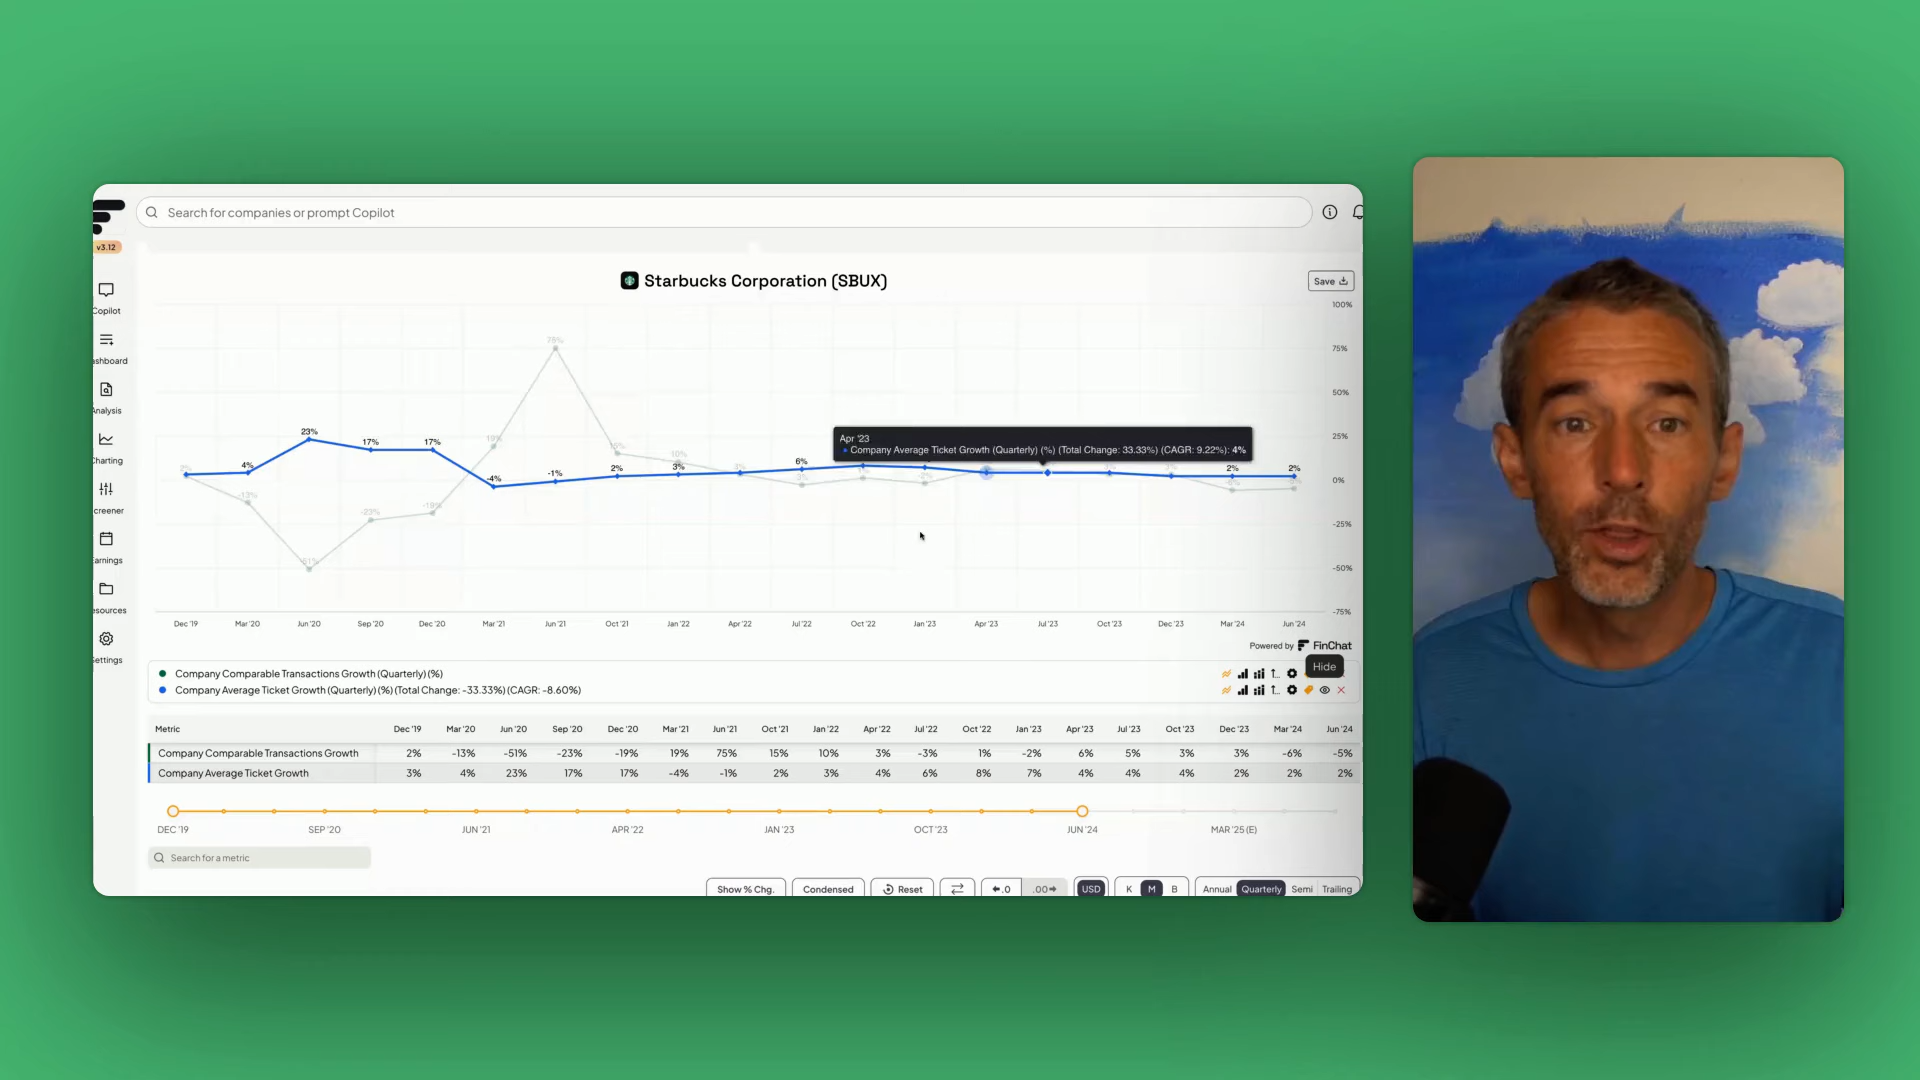 Search for companies or prompt Copilot
v3.12
Starbucks Corporation (SBUX)
Save
Copilot
ashboard
Analysis
Charting
creener
Earnings
esources
Settings
100%
75%
50%
25%
0%
-25%
-50%
-75%
79%
23%
17%
17%
4%
-13%
-51%
-23%
-19%
-4%
19%
-1%
2%
15%
3%
10%
3%
6%
2%
2%
Apr '23
Company Average Ticket Growth (Quarterly) (%) (Total Change: 33.33%) (CAGR: 9.22%): 4%
Dec '19 Mar '20 Jun '20 Sep '20 Dec '20 Mar '21 Jun '21 Oct '21 Jan '22 Apr '22 Jul '22 Oct '22 Jan '23 Apr '23 Jul '23 Oct '23 Dec '23 Mar '24 Jun '24
Powered by FinChat
Hide
Company Comparable Transactions Growth (Quarterly) (%)
Company Average Ticket Growth (Quarterly) (%) (Total Change: -33.33%) (CAGR: -8.60%)
Metric Dec '19 Mar '20 Jun '20 Sep '20 Dec '20 Mar '21 Jun '21 Oct '21 Jan '22 Apr '22 Jul '22 Oct '22 Jan '23 Apr '23 Jul '23 Oct '23 Dec '23 Mar '24 Jun '24
Company Comparable Transactions Growth 2% -13% -51% -23% -19% 19% 75% 15% 10% 3% -3% 1% -2% 6% 5% 3% 3% -6% -5%
Company Average Ticket Growth 3% 4% 23% 17% 17% -4% -1% 2% 3% 4% 6% 8% 7% 4% 4% 4% 2% 2% 2%
DEC '19 SEP '20 JUN '21 APR '22 JAN '23 OCT '23 JUN '24 MAR '25 (E)
Search for a metric
Show % Chg. Condensed Reset .0 .00 USD K M B Annual Quarterly Semi Trailing